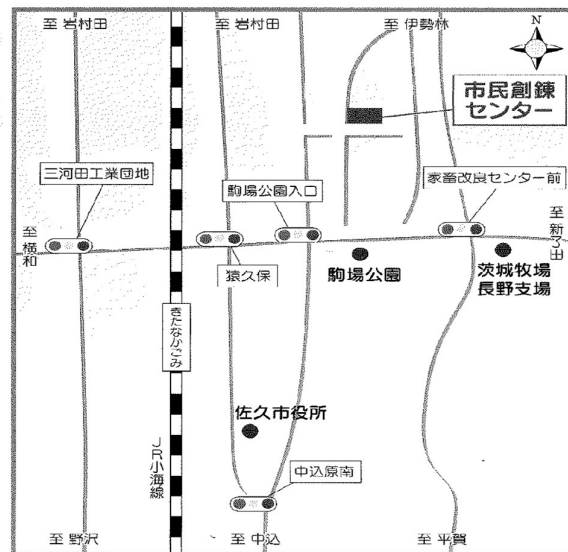 至 岩村田
至 岩村田
至 伊勢林
N
市民創錬
センター
三河田工業団地
駒場公園入口
家畜改良センター前
至 横和
猿久保
駒場公園
茨城牧場
長野支場
至 新子田
きたなかごみ
佐久市役所
JR小海線
中込原南
至 野沢
至 中込
至 平賀